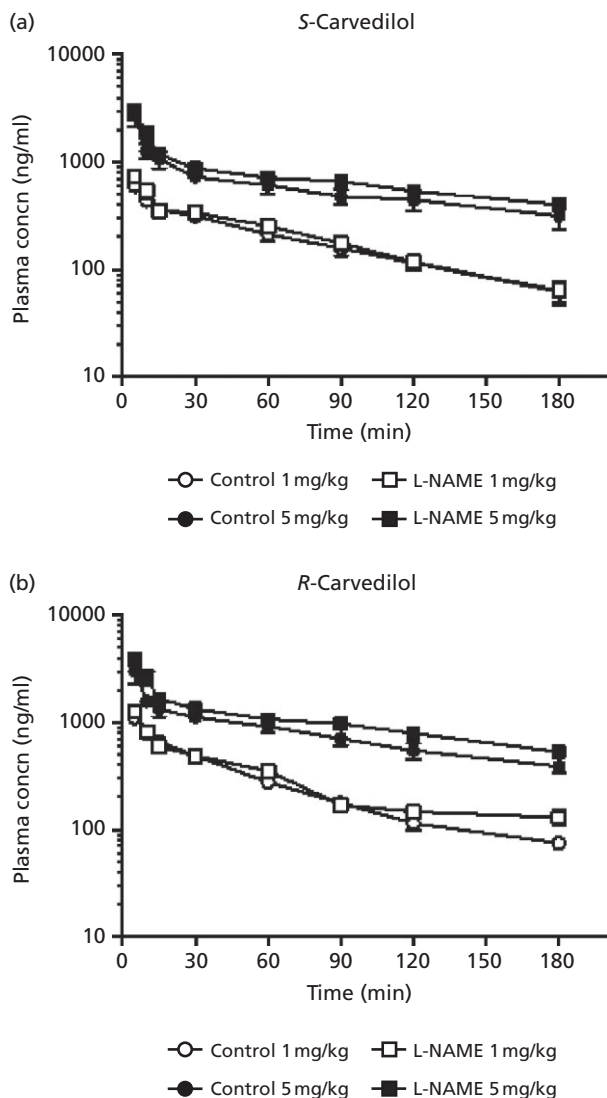 (a)
S-Carvedilol
10000
1000
100
10
Plasma concn (ng/ml)
0 30 60 90 120 150 180
Time (min)
Control 1 mg/kg L-NAME 1 mg/kg
Control 5 mg/kg L-NAME 5 mg/kg
(b)
R-Carvedilol
10000
1000
100
10
Plasma concn (ng/ml)
0 30 60 90 120 150 180
Time (min)
Control 1 mg/kg L-NAME 1 mg/kg
Control 5 mg/kg L-NAME 5 mg/kg